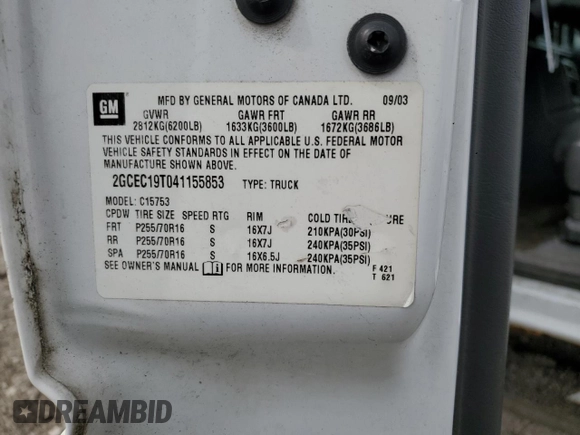 GM
MFD BY GENERAL MOTORS OF CANADA LTD. 09/03
GVWR GAWR FRT GAWR RR
2812KG(6200LB) 1633KG(3600LB) 1672KG(3686LB)
THIS VEHICLE CONFORMS TO ALL APPLICABLE U.S. FEDERAL MOTOR
VEHICLE SAFETY STANDARDS IN EFFECT ON THE DATE OF
MANUFACTURE SHOWN ABOVE.
2GCEC19T041155853 TYPE: TRUCK
MODEL: C15753
CPDW TIRE SIZE SPEED RTG RIM COLD TIRE URE
FRT P255/70R16 S 16X7J 210KPA(30PSI)
RR P255/70R16 S 16X7J 240KPA(35PSI)
SPA P255/70R16 S 16X6.5J 240KPA(35PSI)
SEE OWNER'S MANUAL i FOR MORE INFORMATION. F 421
T 621
DREAMBID